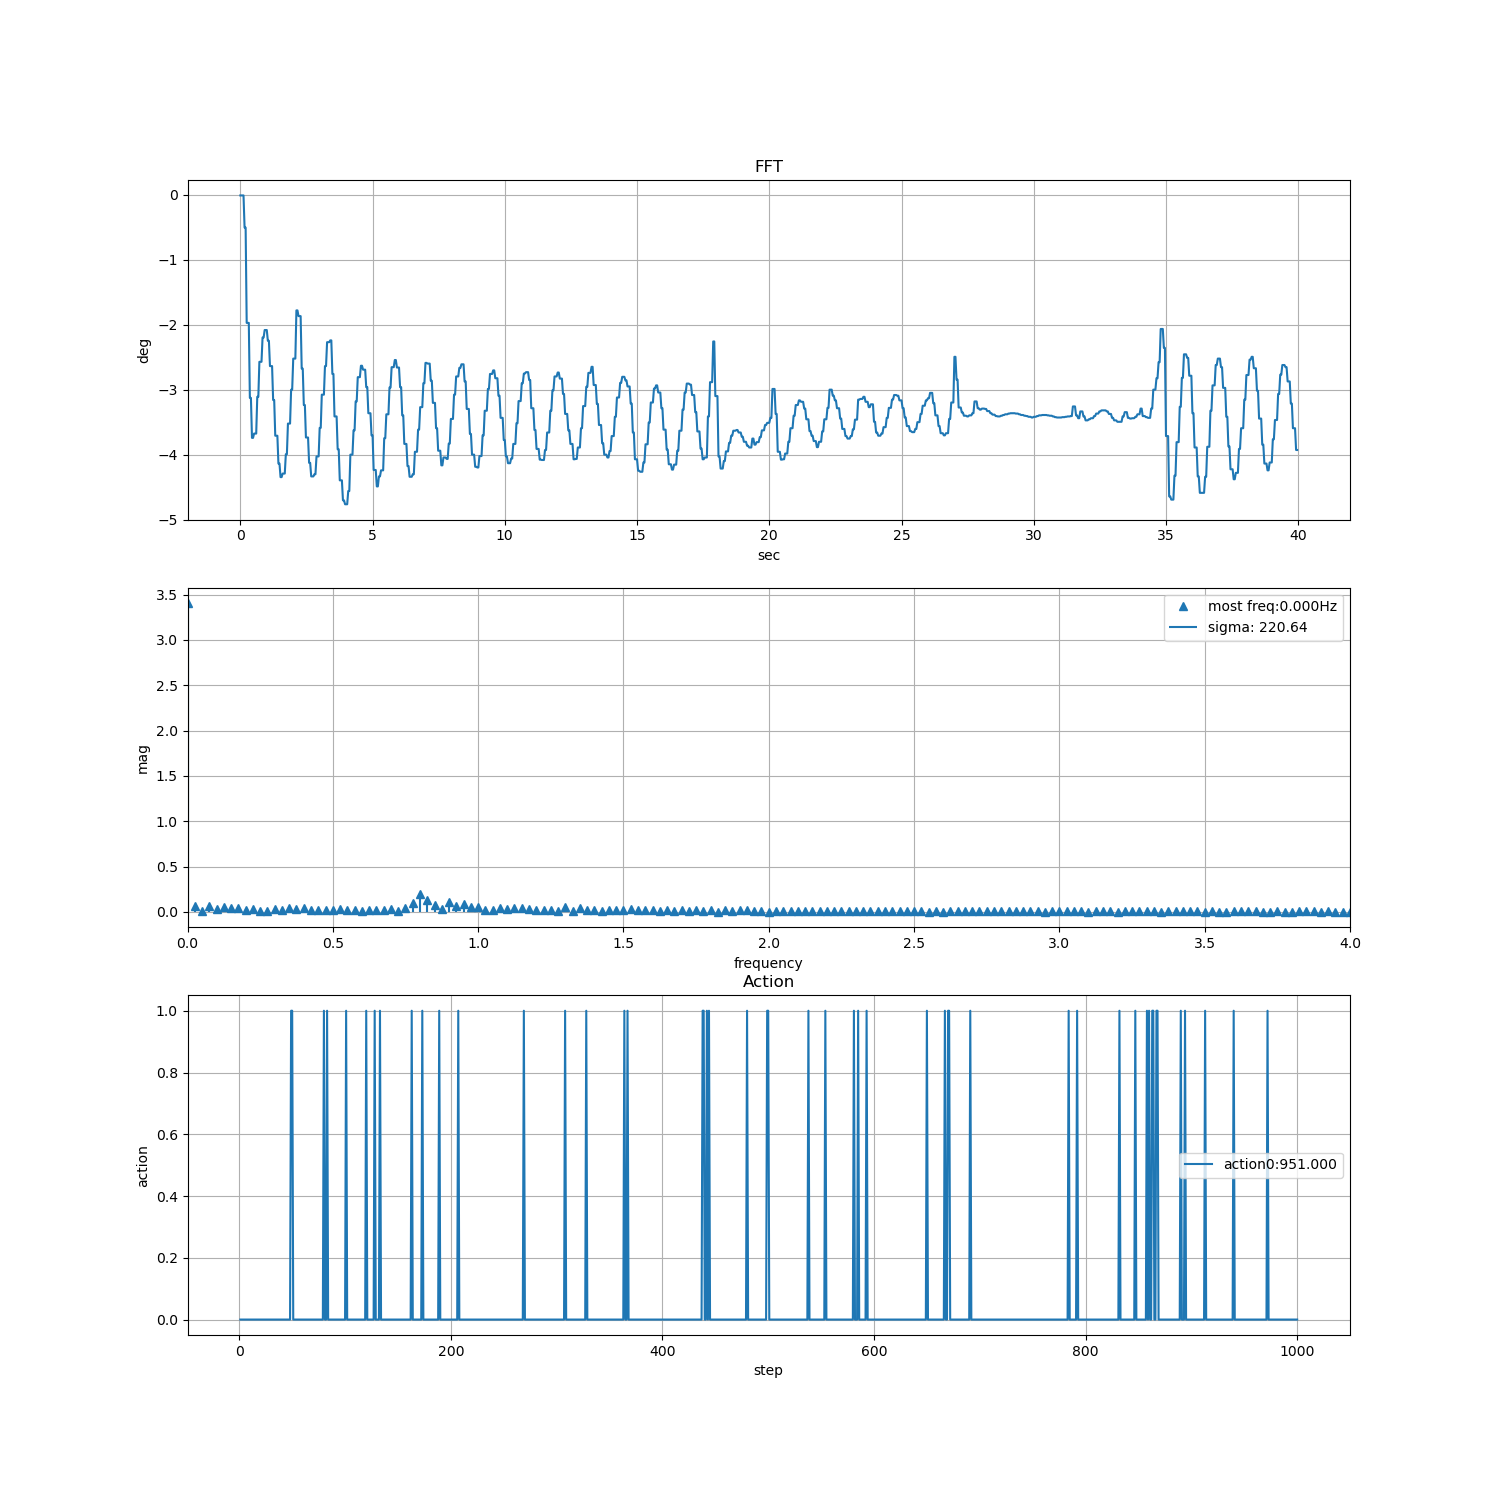 FFT
0
−1
−2
−3
−4
−5
deg
0 5 10 15 20 25 30 35 40
sec
3.5
3.0
2.5
2.0
1.5
1.0
0.5
0.0
mag
most freq:0.000Hz
sigma: 220.64
0.0 0.5 1.0 1.5 2.0 2.5 3.0 3.5 4.0
frequency
Action
1.0
0.8
0.6
0.4
0.2
0.0
action
action0:951.000
0 200 400 600 800 1000
step